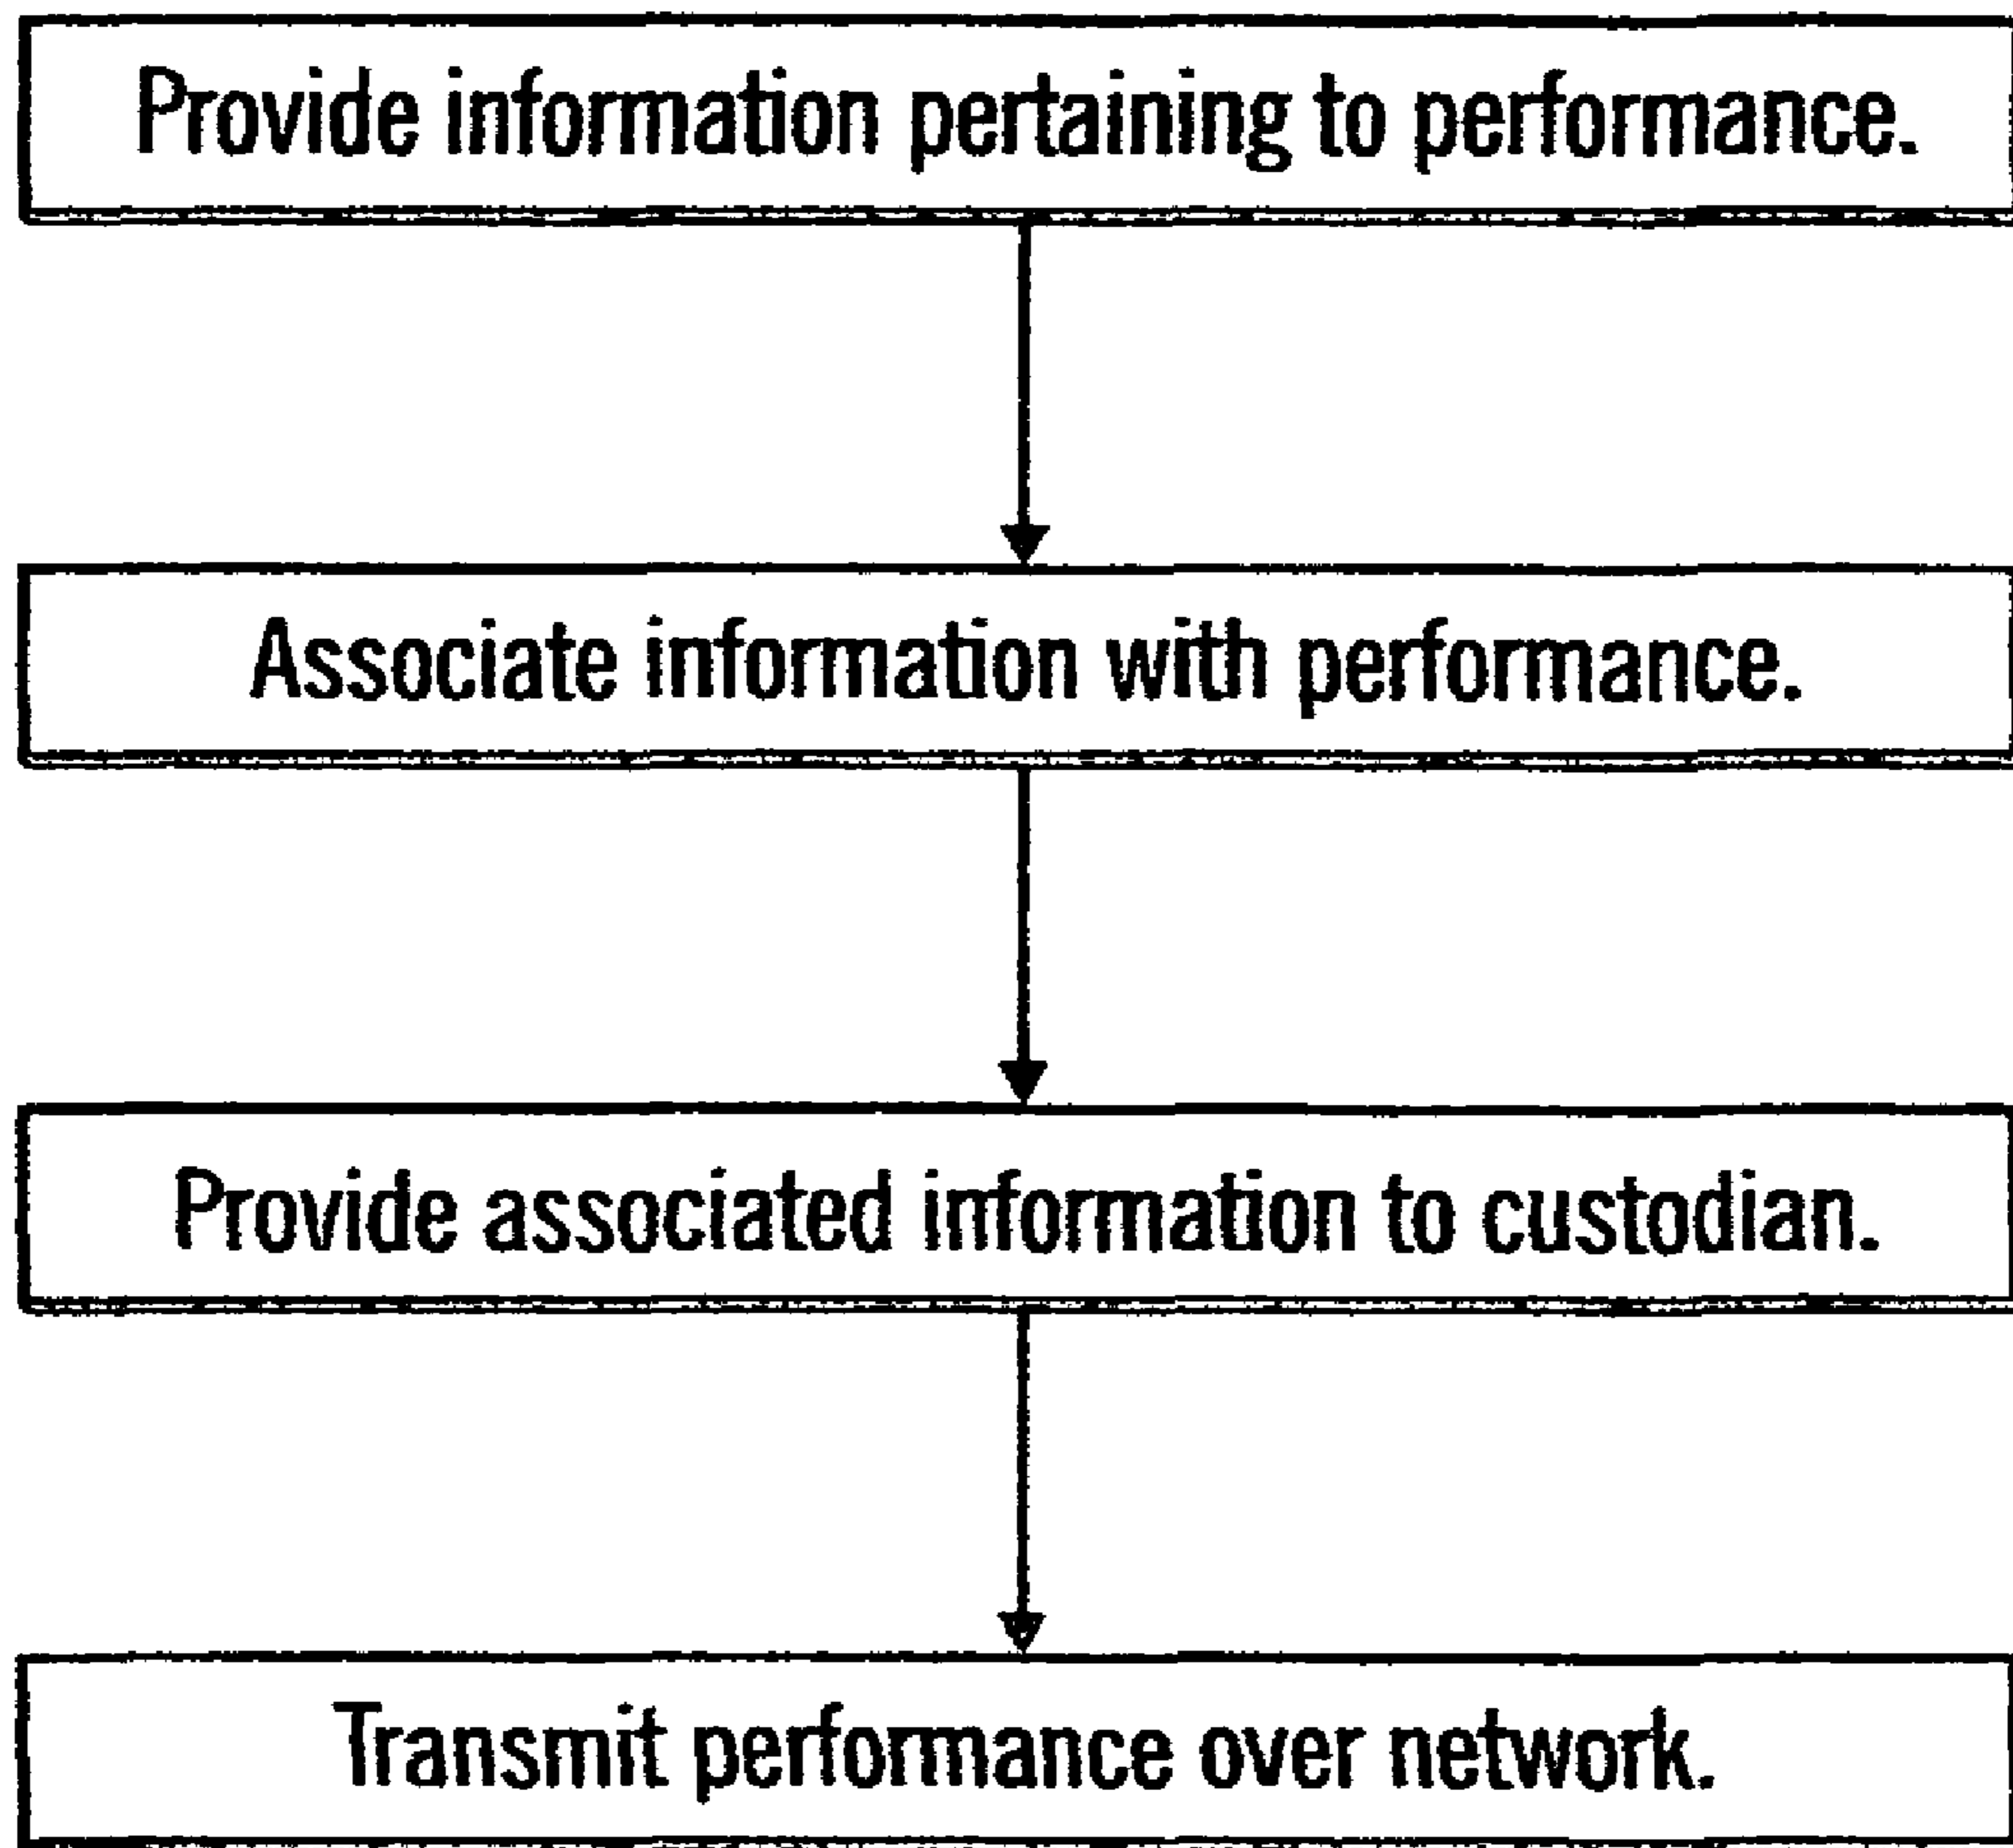 Provide information pertaining to performance.
Associate information with performance.
Provide associated information to custodian.
Transmit performance over network.